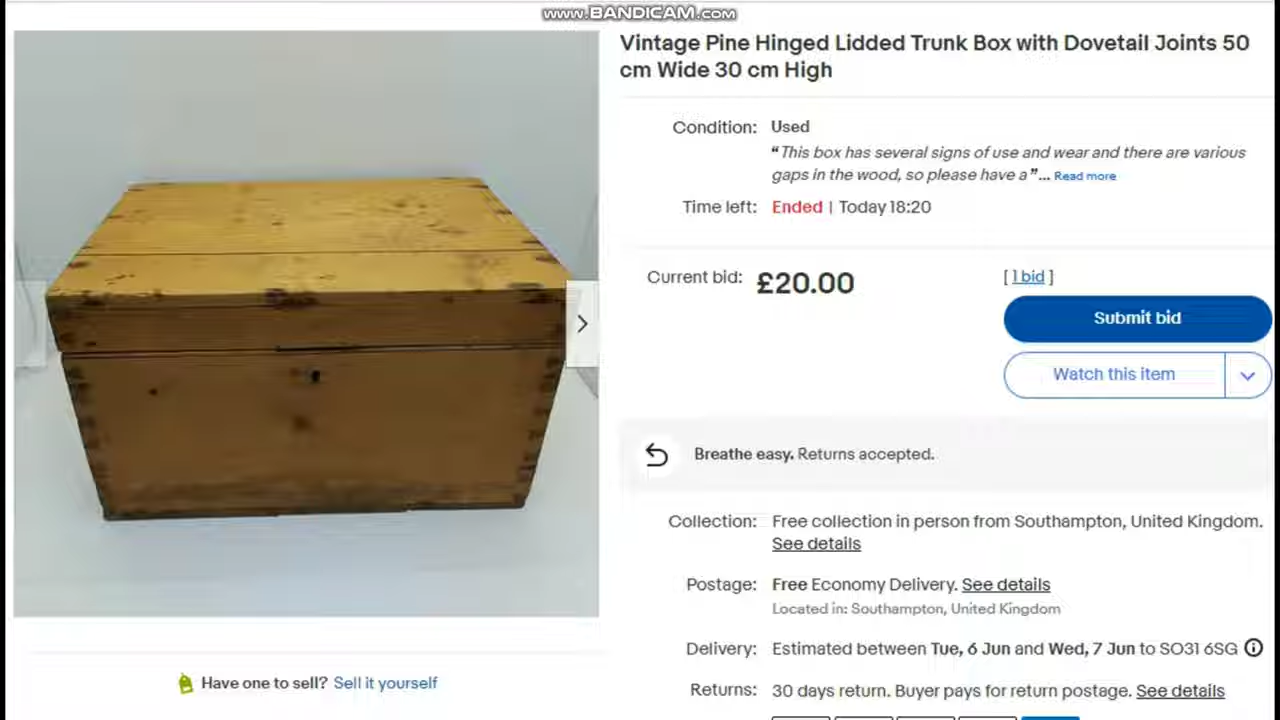 www.BANDICAM.com
Vintage Pine Hinged Lidded Trunk Box with Dovetail Joints 50
cm Wide 30 cm High
Condition: Used
“This box has several signs of use and wear and there are various
gaps in the wood, so please have a”... Read more
Time left: Ended | Today 18:20
Current bid: £20.00 [ 1 bid ]
Submit bid
Watch this item
Breathe easy. Returns accepted.
Collection: Free collection in person from Southampton, United Kingdom.
See details
Postage: Free Economy Delivery. See details
Located in: Southampton, United Kingdom
Delivery: Estimated between Tue, 6 Jun and Wed, 7 Jun to SO31 6SG
Returns: 30 days return. Buyer pays for return postage. See details
Have one to sell? Sell it yourself